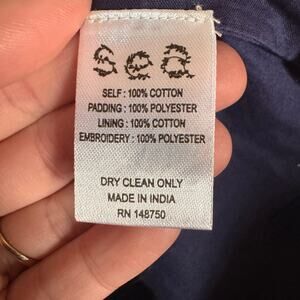 sea
SELF : 100% COTTON
PADDING : 100% POLYESTER
LINING : 100% COTTON
EMBROIDERY : 100% POLYESTER
DRY CLEAN ONLY
MADE IN INDIA
RN 148750